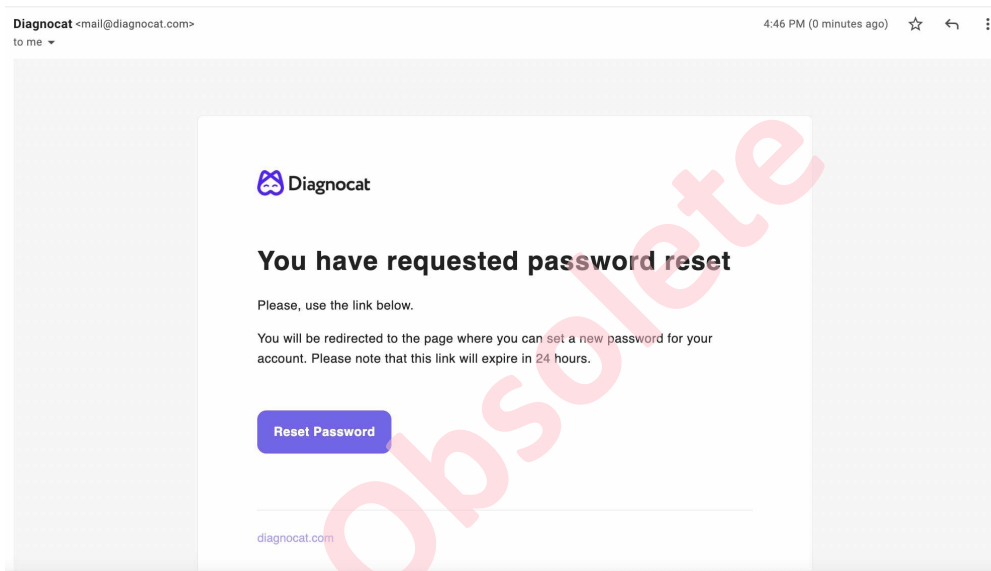 Diagnocat <mail@diagnocat.com>
4:46 PM (0 minutes ago)
to me
Diagnocat
You have requested password reset
Please, use the link below.
You will be redirected to the page where you can set a new password for your
account. Please note that this link will expire in 24 hours.
Reset Password
diagnocat.com
Obsolete